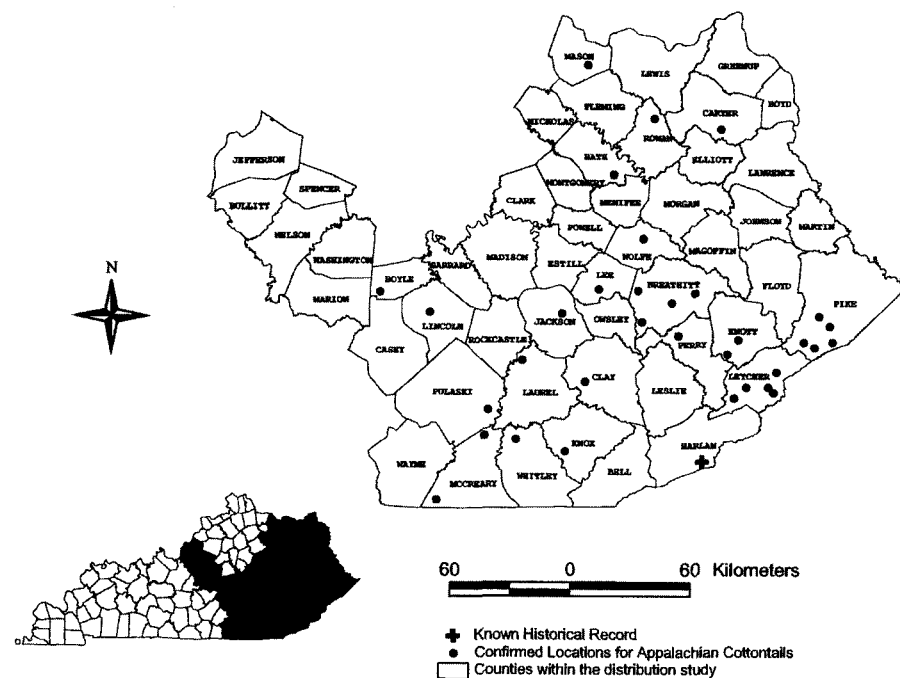 MASON
LEWIS
GREENUP
BOYD
FLEMING
CARTER
NICHOLAS
ROWAN
JEFFERSON
BATH
ELLIOTT
LAWRENCE
SPENCER
MONTGOMERY
BULLITT
CLARK
MENIFEE
MORGAN
JOHNSON
MARTIN
NELSON
POWELL
WASHINGTON
MADISON
WOLFE
MAGOFFIN
N
GARRARD
ESTILL
BOYLE
LEE
BREATHITT
FLOYD
MARION
PIKE
LINCOLN
JACKSON
OWSLEY
CASEY
ROCKCASTLE
PERRY
KNOTT
LETCHER
PULASKI
LAUREL
CLAY
LESLIE
KNOX
HARLAN
WAYNE
MCCREARY
WHITLEY
BELL
60 0 60 Kilometers
Known Historical Record
Confirmed Locations for Appalachian Cottontails
Counties within the distribution study